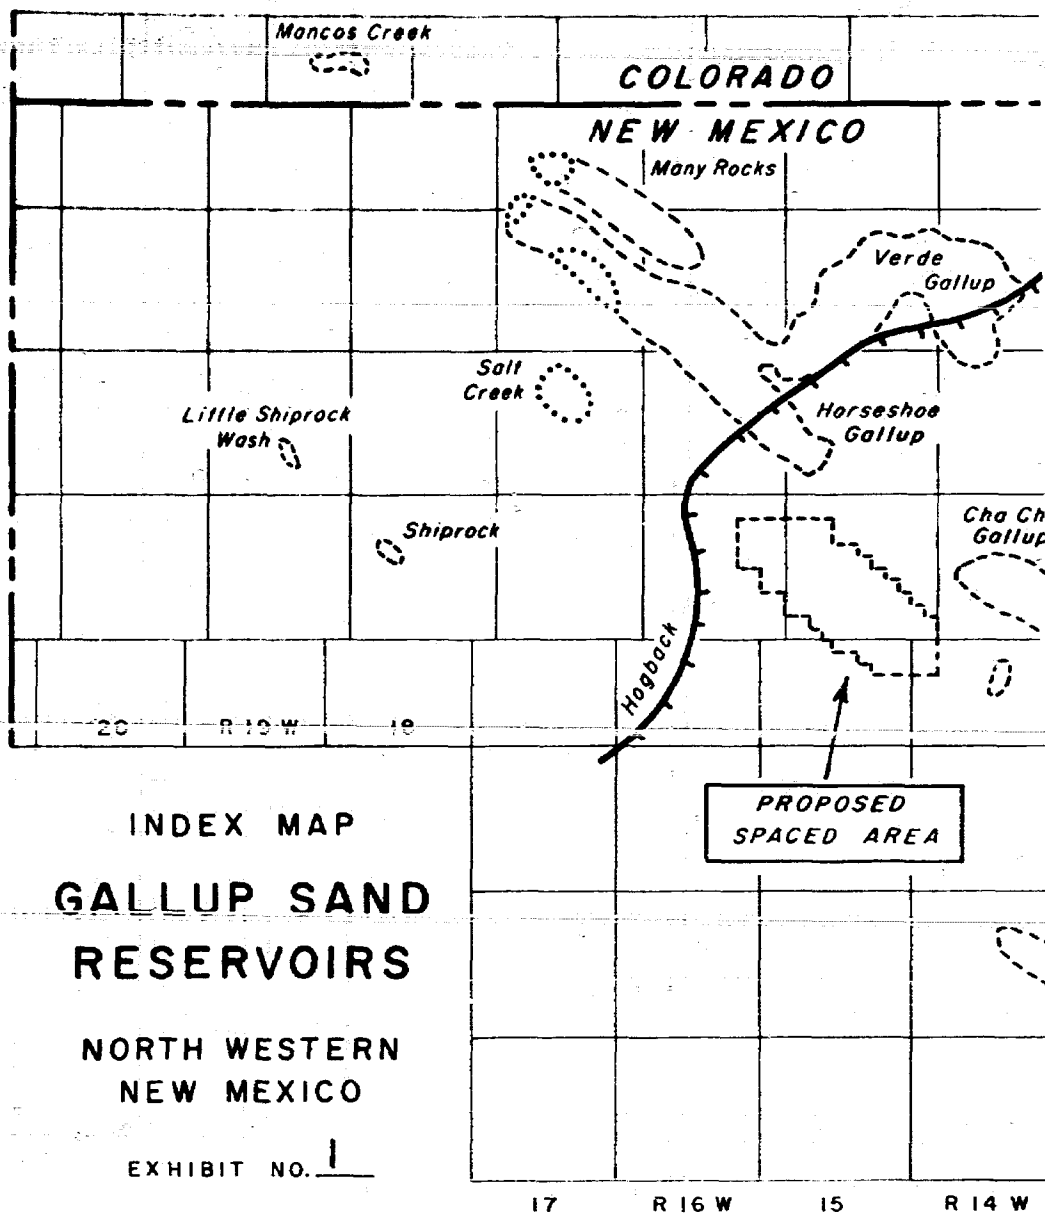 Mancos Creek
COLORADO
NEW MEXICO
Many Rocks
Verde
Gallup
Salt
Creek
Little Shiprock
Wash
Horseshoe
Gallup
Shiprock
Cha Ch
Gallup
Hogback
20
R 19 W
18
PROPOSED
SPACED AREA
INDEX MAP
GALLUP SAND
RESERVOIRS
NORTH WESTERN
NEW MEXICO
EXHIBIT NO. 1
17
R 16 W
15
R 14 W